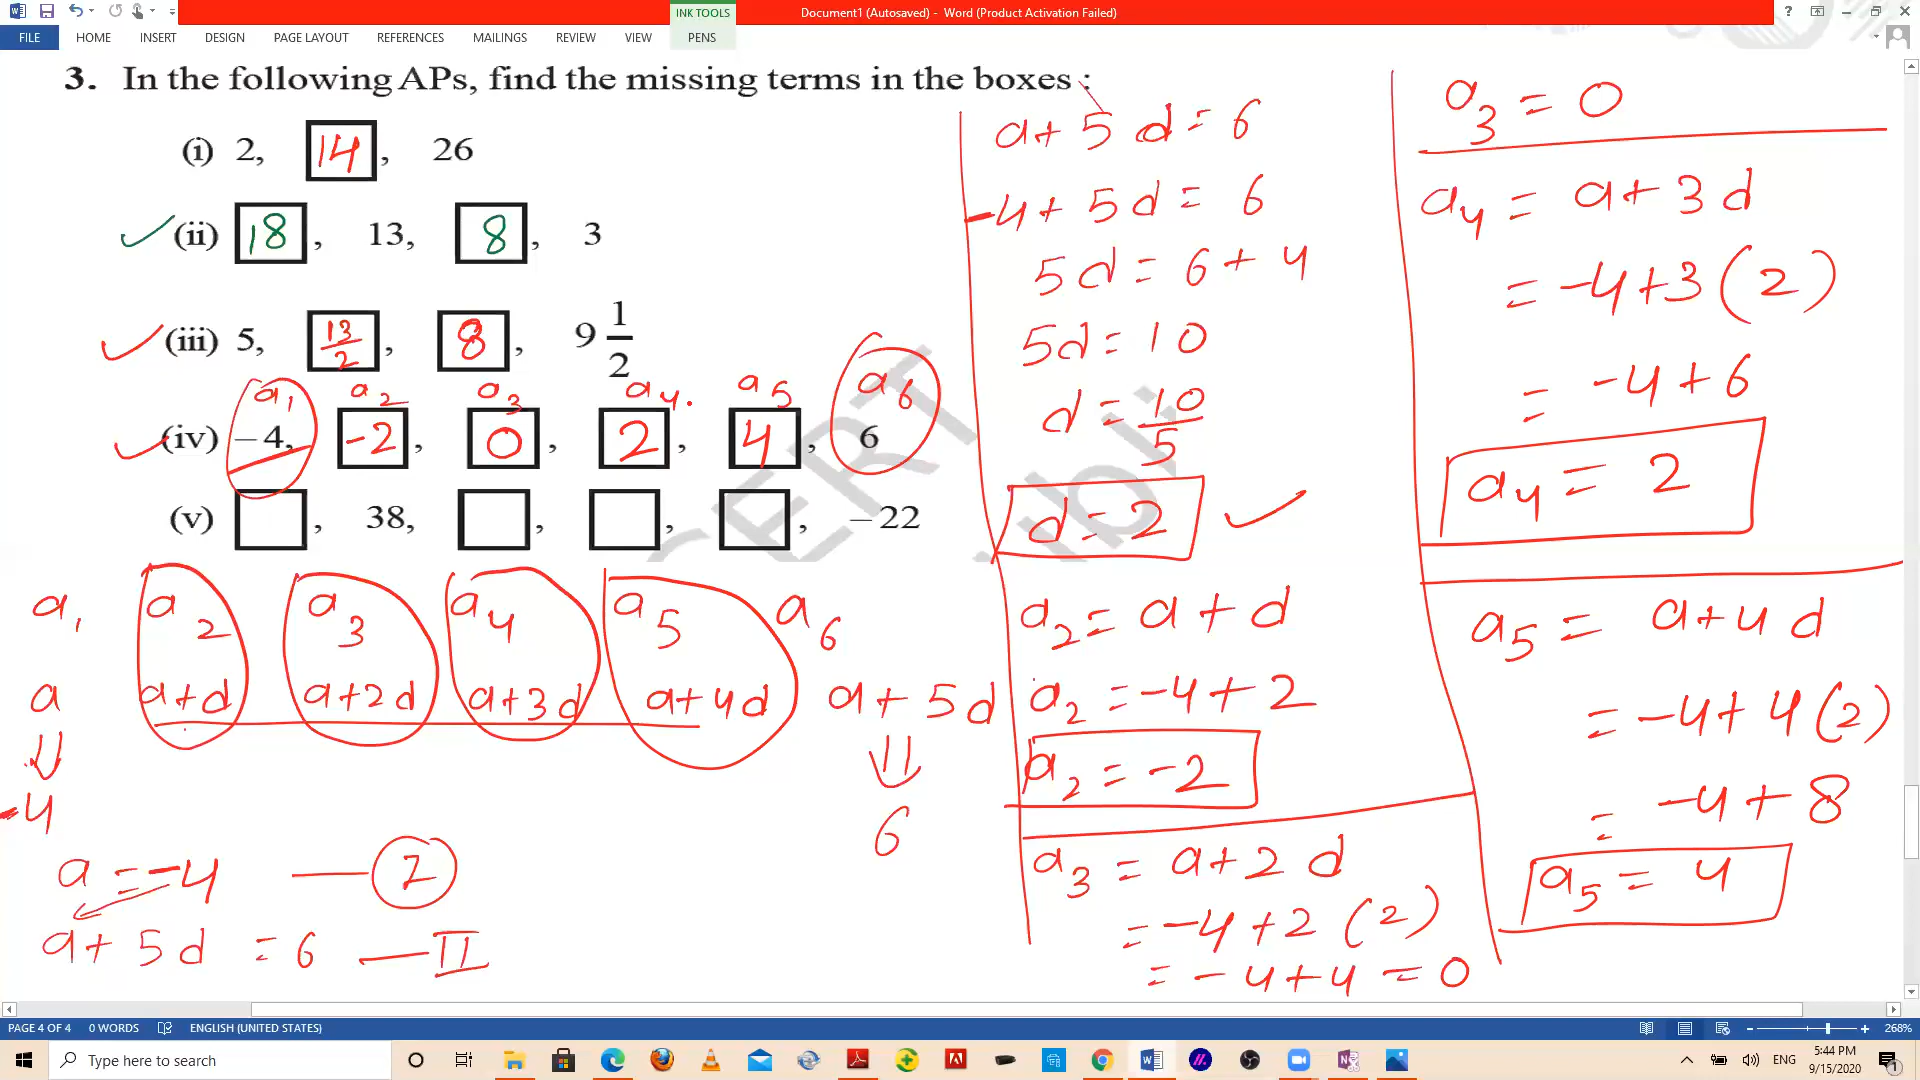 Document1 (Autosaved) - Word (Product Activation Failed)
INK TOOLS
FILE HOME INSERT DESIGN PAGE LAYOUT REFERENCES MAILINGS REVIEW VIEW PENS
3. In the following APs, find the missing terms in the boxes :
(i) 2, 14, 26
(ii) 18, 13, 8, 3
(iii) 5, 13/2, 8, 9 1/2
a1 a2 a3 a4. a5 a6
(iv) −4, -2, 0, 2, 4, 6
(v) , 38, , , , −22
a1 a2 a3 a4 a5 a6
a a+d a+2d a+3d a+4d a+5d
-4 6
a = -4 — I
a+5d = 6 — II
a+5d=6
-4+5d=6
5d=6+4
5d=10
d=10/5
d=2
a2=a+d
a2=-4+2
a2=-2
a3=a+2d
=-4+2(2)
=-4+4=0
a3=0
a4=a+3d
=-4+3(2)
=-4+6
a4=2
a5=a+4d
=-4+4(2)
=-4+8
a5=4
PAGE 4 OF 4 0 WORDS ENGLISH (UNITED STATES) 268%
Type here to search
ENG
5:44 PM
9/15/2020